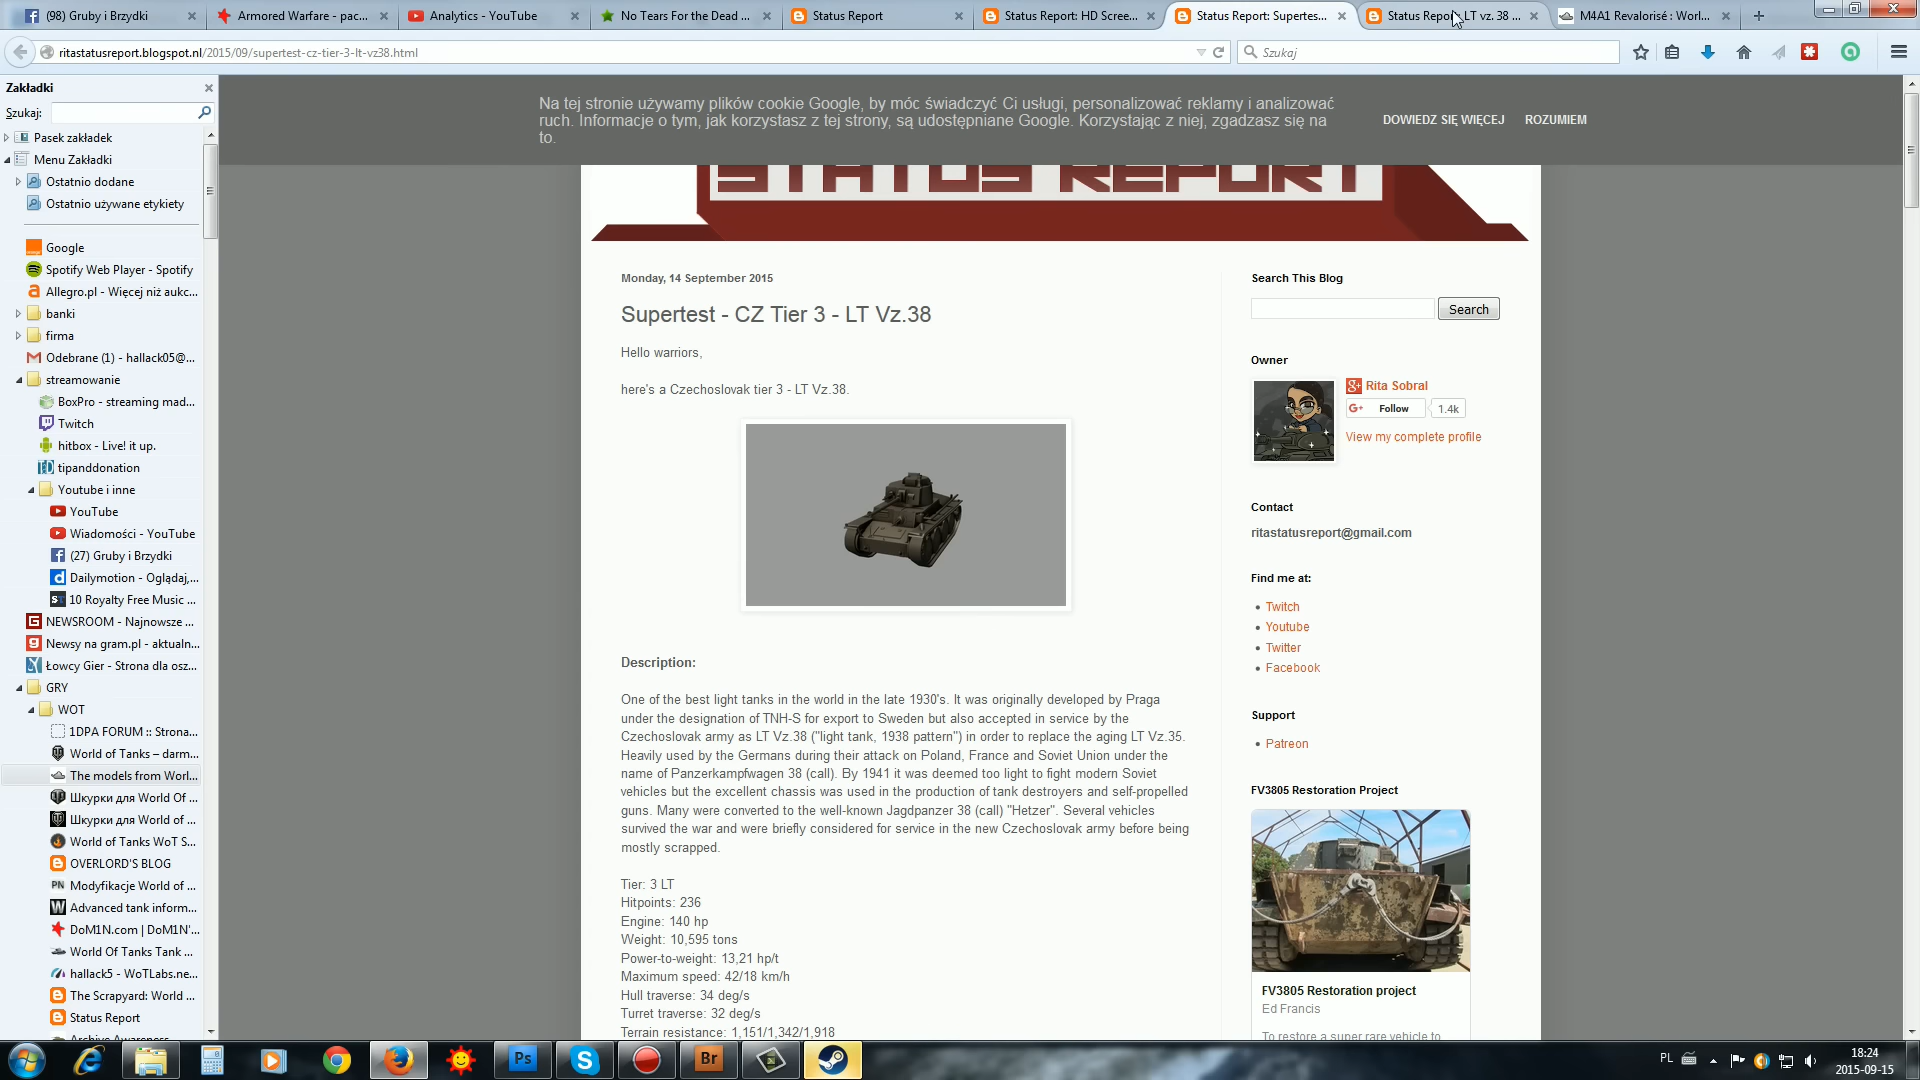 (98) Gruby i Brzydki
Armored Warfare - pac...
Analytics - YouTube
No Tears For the Dead ...
Status Report
Status Report: HD Scree...
Status Report: Supertes...
Status Report: LT vz. 38 ...
M4A1 Revalorisé : Worl...
ritastatusreport.blogspot.nl/2015/09/supertest-cz-tier-3-lt-vz38.html
Szukaj
Zakładki
Szukaj:
Pasek zakładek
Menu Zakładki
Ostatnio dodane
Ostatnio używane etykiety
Google
Spotify Web Player - Spotify
Allegro.pl - Więcej niż aukc...
banki
firma
Odebrane (1) - hallack05@...
streamowanie
BoxPro - streaming mad...
Twitch
hitbox - Live! it up.
tipanddonation
Youtube i inne
YouTube
Wiadomości - YouTube
(27) Gruby i Brzydki
Dailymotion - Oglądaj,...
10 Royalty Free Music ...
NEWSROOM - Najnowsze ...
Newsy na gram.pl - aktualn...
Łowcy Gier - Strona dla osz...
GRY
WOT
1DPA FORUM :: Strona...
World of Tanks – darm...
The models from Worl...
Шкурки для World Of ...
Шкурки для World of ...
World of Tanks WoT S...
OVERLORD'S BLOG
Modyfikacje World of ...
Advanced tank inform...
DoM1N.com | DoM1N'...
World Of Tanks Tank ...
hallack5 - WoTLabs.ne...
The Scrapyard: World ...
Status Report
Archive Awareness
Na tej stronie używamy plików cookie Google, by móc świadczyć Ci usługi, personalizować reklamy i analizować
ruch. Informacje o tym, jak korzystasz z tej strony, są udostępniane Google. Korzystając z niej, zgadzasz się na
to.
DOWIEDZ SIĘ WIĘCEJ
ROZUMIEM
STATUS REPORT
Monday, 14 September 2015
Supertest - CZ Tier 3 - LT Vz.38
Hello warriors,
here's a Czechoslovak tier 3 - LT Vz.38.
Description:
One of the best light tanks in the world in the late 1930's. It was originally developed by Praga
under the designation of TNH-S for export to Sweden but also accepted in service by the
Czechoslovak army as LT Vz.38 ("light tank, 1938 pattern") in order to replace the aging LT Vz.35.
Heavily used by the Germans during their attack on Poland, France and Soviet Union under the
name of Panzerkampfwagen 38 (call). By 1941 it was deemed too light to fight modern Soviet
vehicles but the excellent chassis was used in the production of tank destroyers and self-propelled
guns. Many were converted to the well-known Jagdpanzer 38 (call) "Hetzer". Several vehicles
survived the war and were briefly considered for service in the new Czechoslovak army before being
mostly scrapped.
Tier: 3 LT
Hitpoints: 236
Engine: 140 hp
Weight: 10,595 tons
Power-to-weight: 13,21 hp/t
Maximum speed: 42/18 km/h
Hull traverse: 34 deg/s
Turret traverse: 32 deg/s
Terrain resistance: 1,151/1,342/1,918
Search This Blog
Search
Owner
Rita Sobral
Follow
1.4k
View my complete profile
Contact
ritastatusreport@gmail.com
Find me at:
Twitch
Youtube
Twitter
Facebook
Support
Patreon
FV3805 Restoration Project
FV3805 Restoration project
Ed Francis
To restore a super rare vehicle to
Ps
Br
PL
18:24
2015-09-15